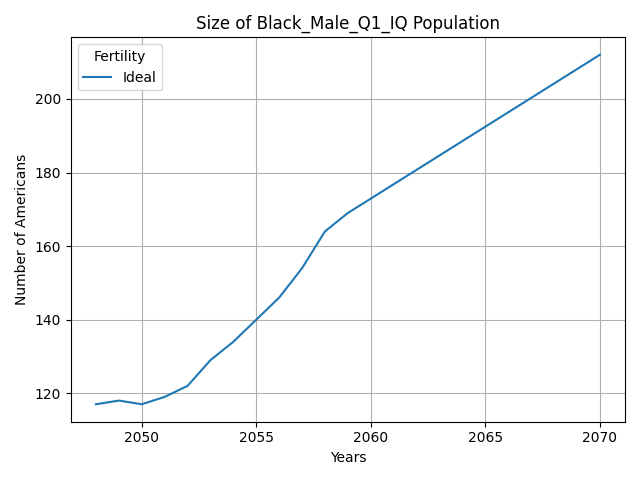 Size of Black_Male_Q1_IQ Population
Fertility
Ideal
Number of Americans
200
180
160
140
120
2050 2055 2060 2065 2070
Years